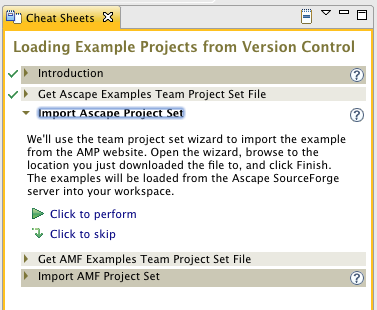 Cheat Sheets
Loading Example Projects from Version Control
Introduction
Get Ascape Examples Team Project Set File
Import Ascape Project Set
We'll use the team project set wizard to import the example
from the AMP website. Open the wizard, browse to the
location you just downloaded the file to, and click Finish.
The examples will be loaded from the Ascape SourceForge
server into your workspace.
Click to perform
Click to skip
Get AMF Examples Team Project Set File
Import AMF Project Set